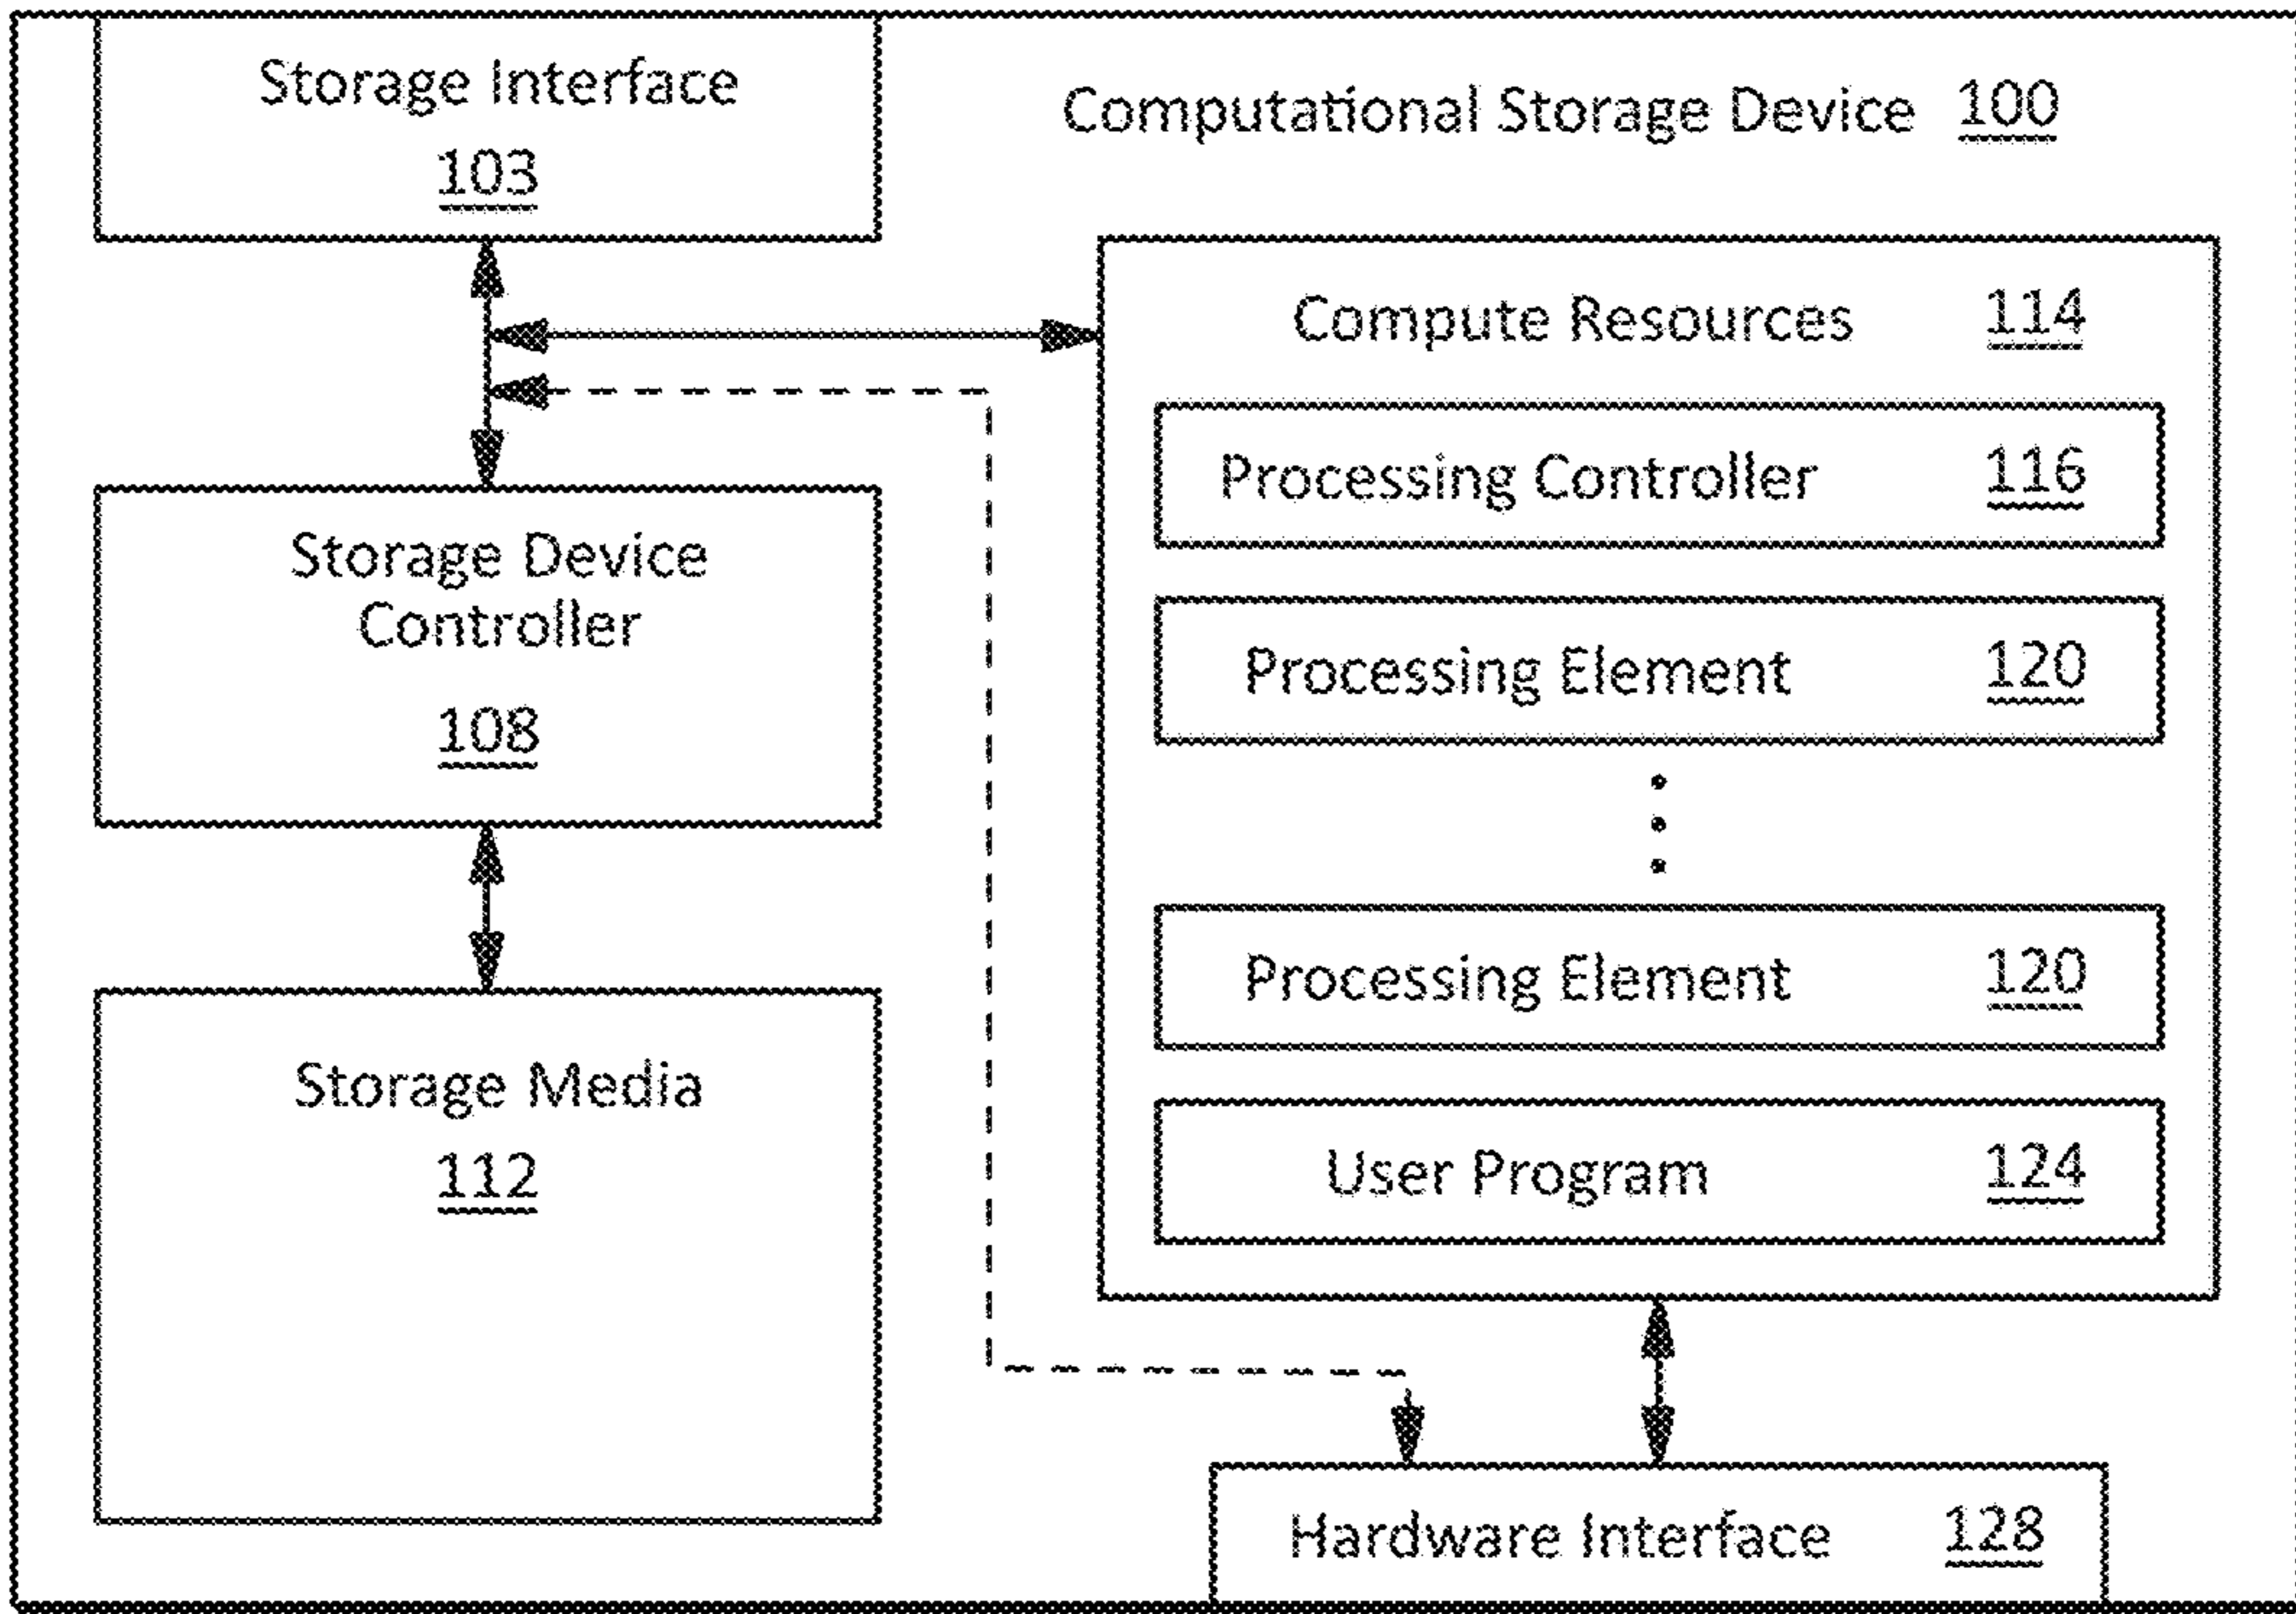 Storage Interface
103
Computational Storage Device 100
Compute Resources 114
Processing Controller 116
Storage Device
Controller
108
Processing Element 120
Processing Element 120
Storage Media
112
User Program 124
Hardware Interface 128